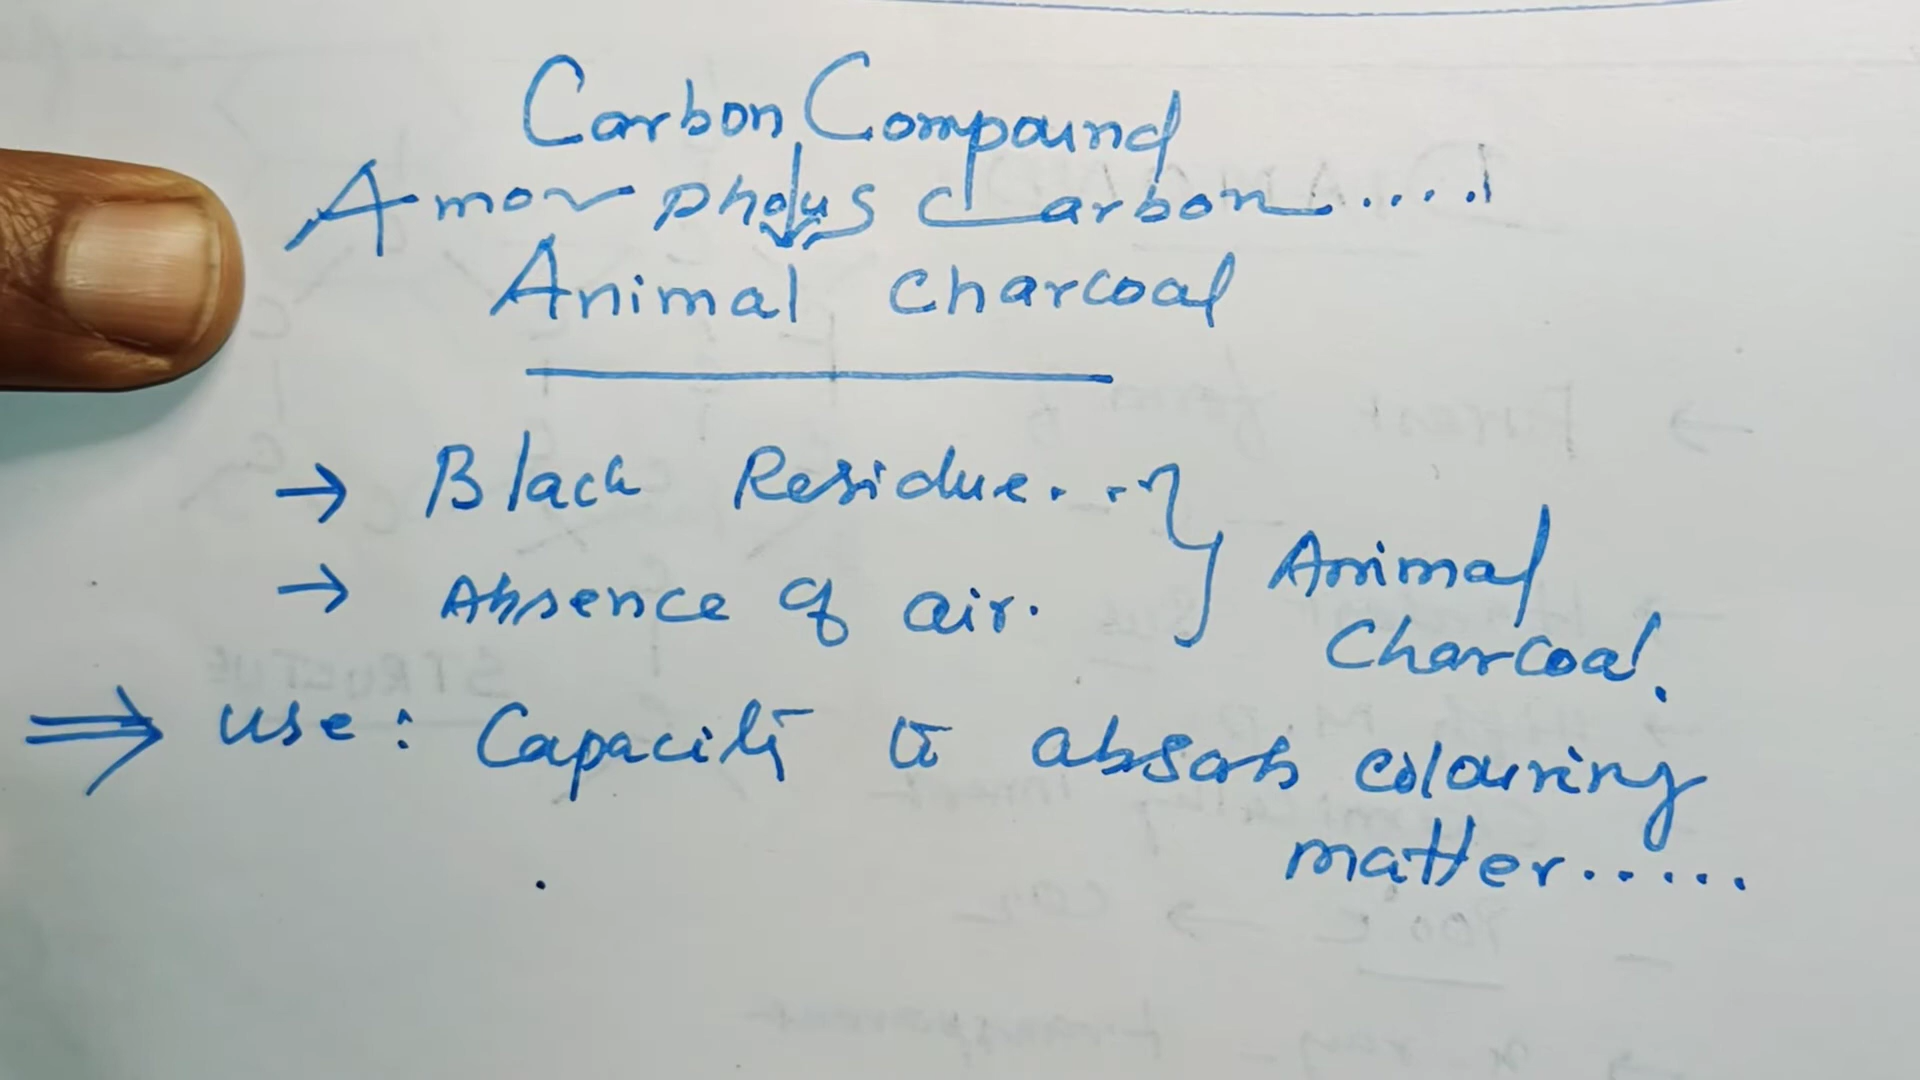 Carbon Compound
Amorphous Carbon.....
Animal Charcoal
→ Black Residue...
→ Absence of air.
Animal
Charcoal.
⇒ use: Capacity to absorb colouring
matter.....